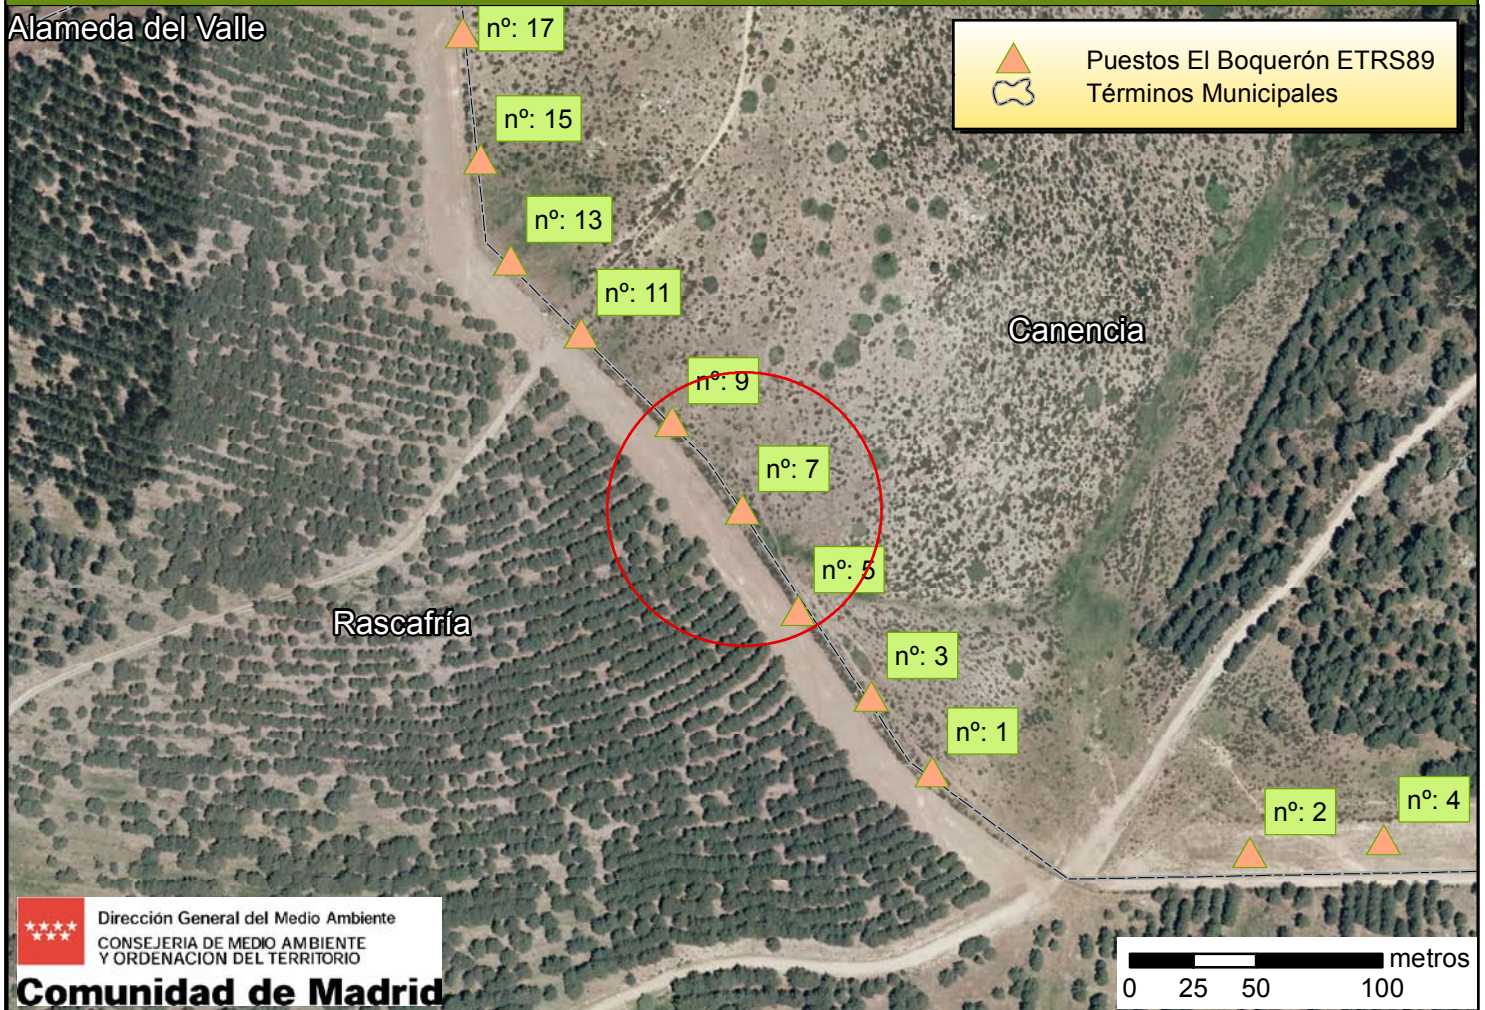 Alameda del Valle
nº: 17
Puestos El Boquerón ETRS89
Términos Municipales
nº: 15
nº: 13
nº: 11
Canencia
nº: 9
nº: 7
nº: 5
Rascafría
nº: 3
nº: 1
nº: 2
nº: 4
Dirección General del Medio Ambiente
CONSEJERIA DE MEDIO AMBIENTE
Y ORDENACION DEL TERRITORIO
Comunidad de Madrid
metros
0 25 50 100